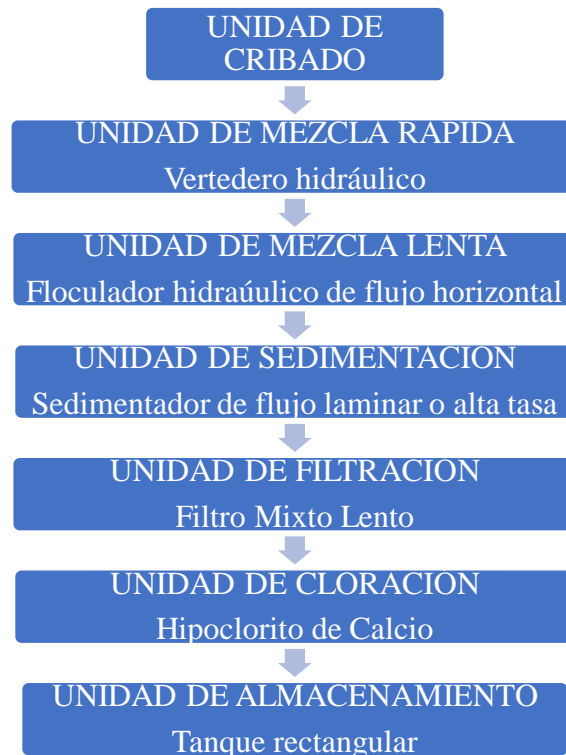 UNIDAD DE
CRIBADO
UNIDAD DE MEZCLA RAPIDA
Vertedero hidráulico
UNIDAD DE MEZCLA LENTA
Floculador hidraúulico de flujo horizontal
UNIDAD DE SEDIMENTACION
Sedimentador de flujo laminar o alta tasa
UNIDAD DE FILTRACION
Filtro Mixto Lento
UNIDAD DE CLORACIÓN
Hipoclorito de Calcio
UNIDAD DE ALMACENAMIENTO
Tanque rectangular